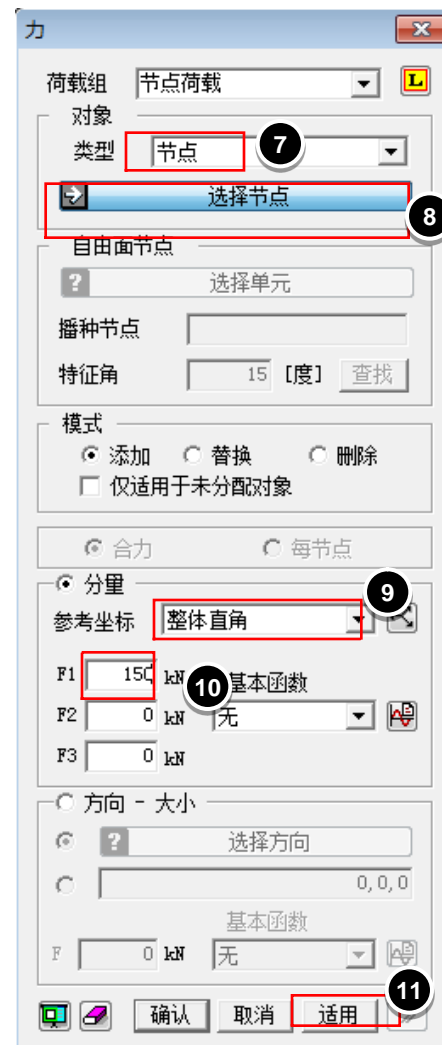 力
荷载组 节点荷载 L
对象
类型 节点 7
选择节点 8
自由面节点
? 选择单元
播种节点
特征角 15 [度] 查找
模式
添加 替换 删除
仅适用于未分配对象
合力 每节点
分量 9
参考坐标 整体直角
F1 150 kN 10 基本函数
F2 0 kN 无
F3 0 kN
方向 - 大小
? 选择方向
0,0,0
基本函数
F 0 kN 无
11
确认 取消 适用